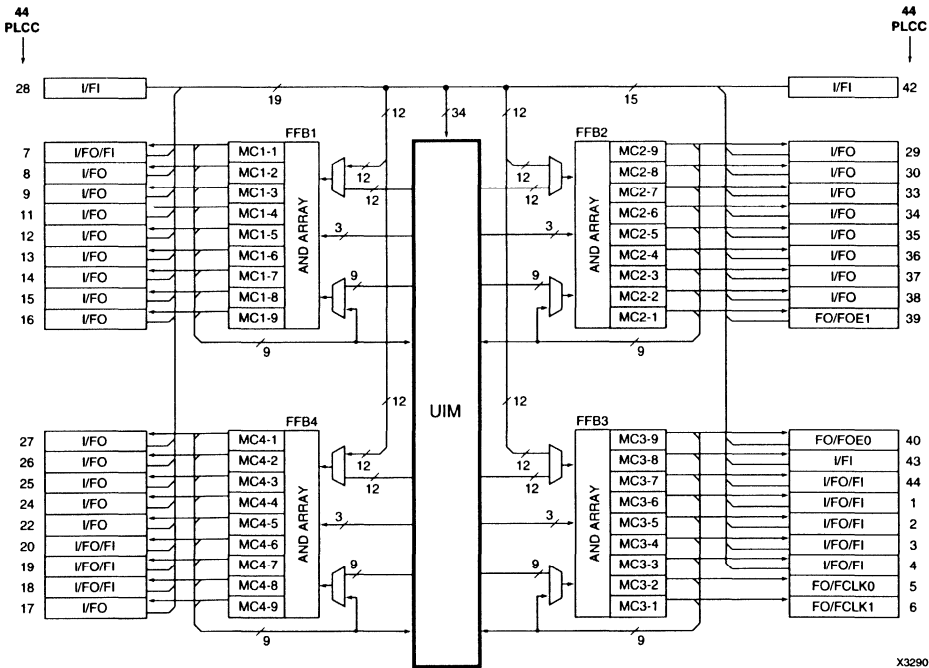 44 PLCC
44 PLCC
28 I/FI
I/FI 42
19
34
15
12
12
FFB1
FFB2
7 I/FO/FI MC1-1
8 I/FO MC1-2
9 I/FO MC1-3
11 I/FO MC1-4
12 I/FO MC1-5
13 I/FO MC1-6
14 I/FO MC1-7
15 I/FO MC1-8
16 I/FO MC1-9
AND ARRAY
12
12
3
9
9
MC2-9 I/FO 29
MC2-8 I/FO 30
MC2-7 I/FO 33
MC2-6 I/FO 34
MC2-5 I/FO 35
MC2-4 I/FO 36
MC2-3 I/FO 37
MC2-2 I/FO 38
MC2-1 FO/FOE1 39
AND ARRAY
12
12
3
9
9
UIM
12
12
FFB4
FFB3
27 I/FO MC4-1
26 I/FO MC4-2
25 I/FO MC4-3
24 I/FO MC4-4
22 I/FO MC4-5
20 I/FO/FI MC4-6
19 I/FO/FI MC4-7
18 I/FO/FI MC4-8
17 I/FO MC4-9
AND ARRAY
12
12
3
9
9
MC3-9 FO/FOE0 40
MC3-8 I/FI 43
MC3-7 I/FO/FI 44
MC3-6 I/FO/FI 1
MC3-5 I/FO/FI 2
MC3-4 I/FO/FI 3
MC3-3 I/FO/FI 4
MC3-2 FO/FCLK0 5
MC3-1 FO/FCLK1 6
AND ARRAY
12
12
3
9
9
X3290